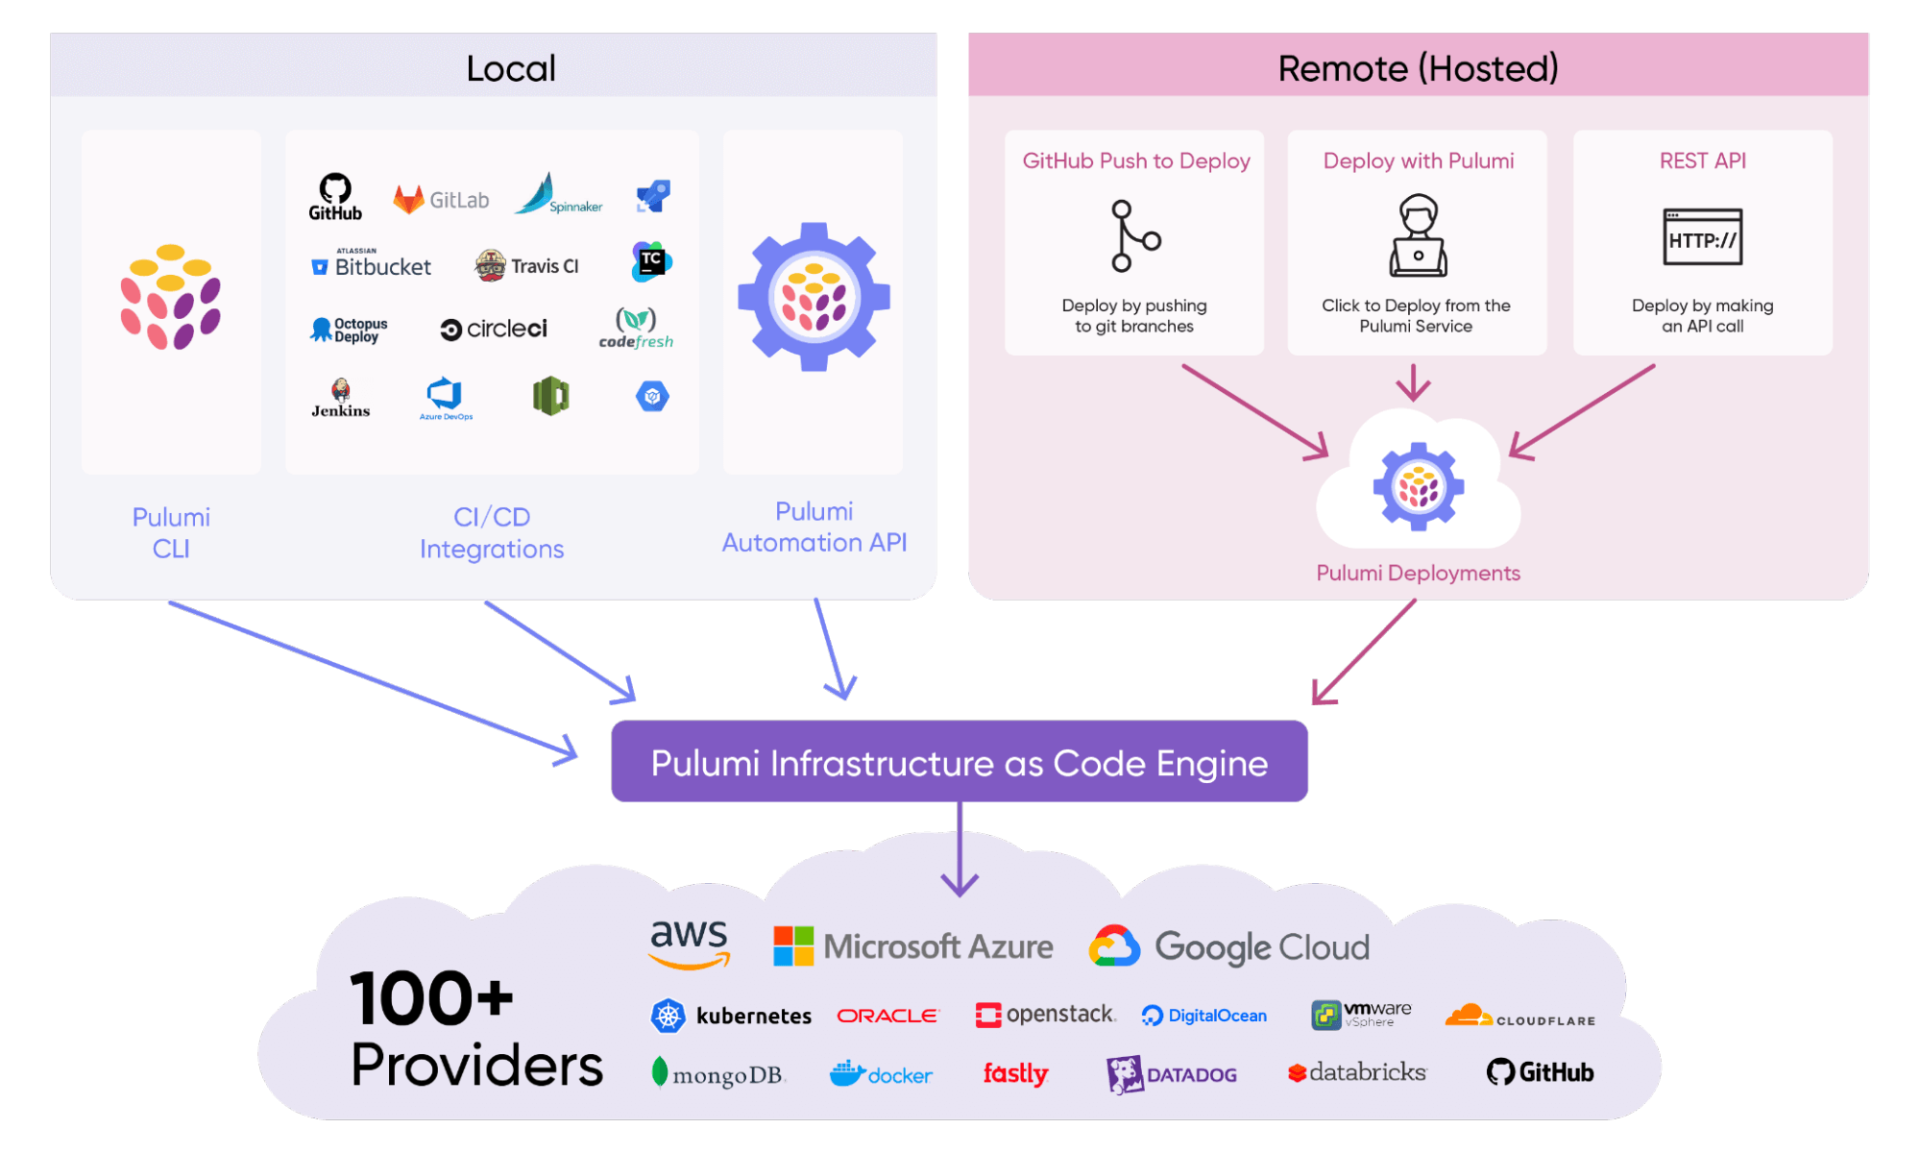 Local
GitHub
GitLab
Spinnaker
ATLASSIAN
Bitbucket
Travis CI
TC
Octopus
Deploy
circleci
codefresh
Jenkins
Azure DevOps
Pulumi
CLI
CI/CD
Integrations
Pulumi
Automation API
Remote (Hosted)
GitHub Push to Deploy
Deploy by pushing
to git branches
Deploy with Pulumi
Click to Deploy from the
Pulumi Service
REST API
HTTP://
Deploy by making
an API call
Pulumi Deployments
Pulumi Infrastructure as Code Engine
100+
Providers
aws
Microsoft Azure
Google Cloud
kubernetes
ORACLE
openstack.
DigitalOcean
vmware
vSphere
CLOUDFLARE
mongoDB.
docker
fastly
DATADOG
databricks
GitHub